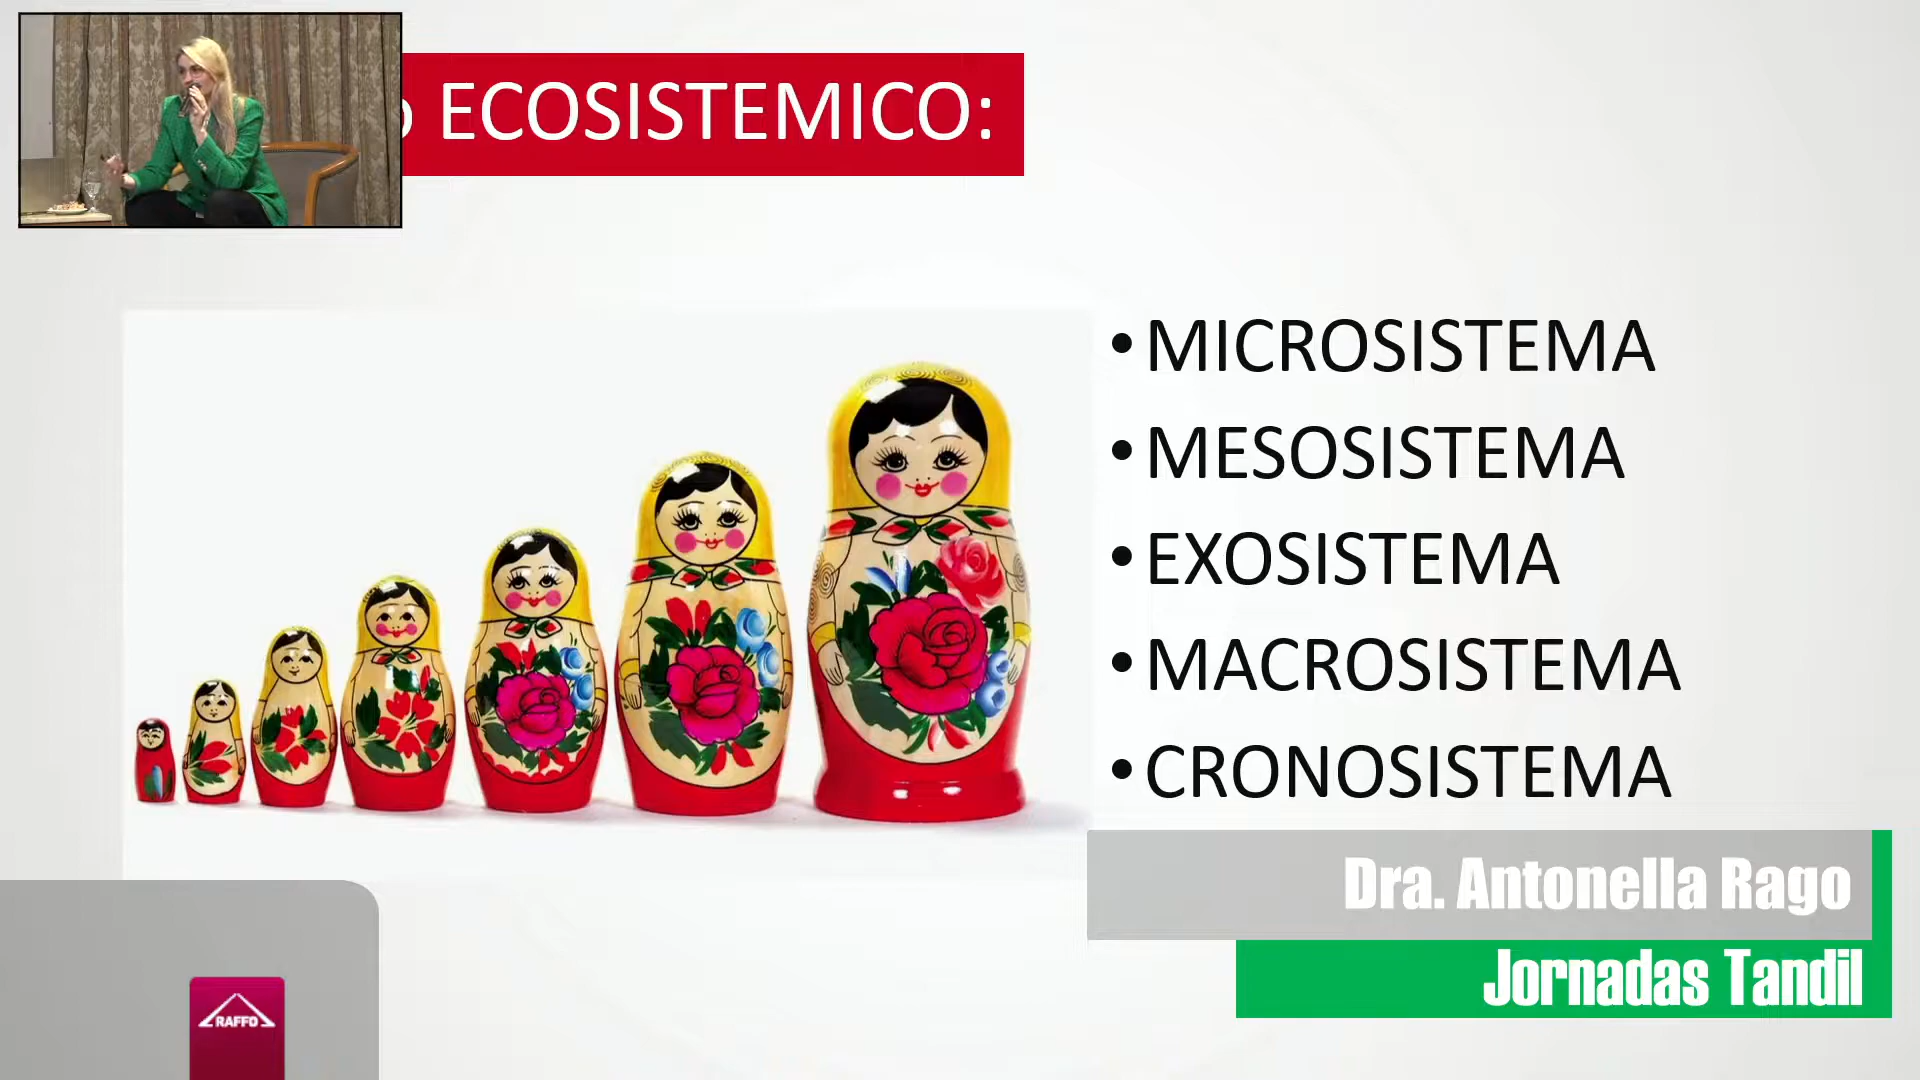 ECOSISTEMICO:
•MICROSISTEMA
•MESOSISTEMA
•EXOSISTEMA
•MACROSISTEMA
•CRONOSISTEMA
Dra. Antonella Rago
Jornadas Tandil
RAFFO